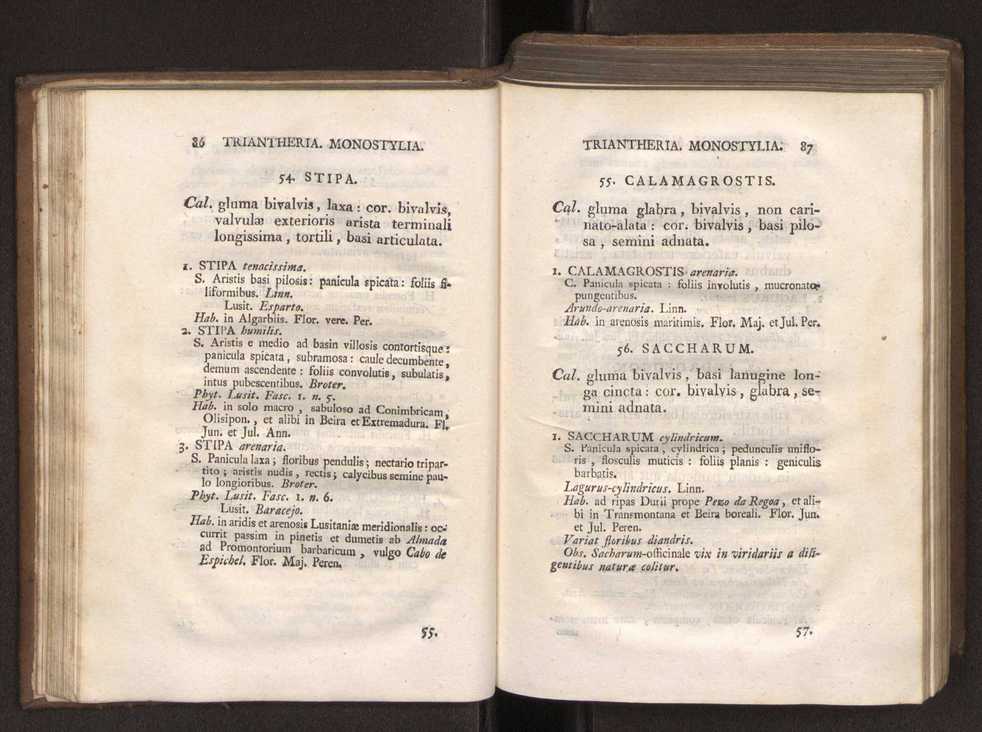 86 TRIANTHERIA. MONOSTYLIA.
54. STIPA.
Cal. gluma bivalvis, laxa : cor. bivalvis,
valvulæ exterioris arista terminali
longissima , tortili , basi articulata.
1. STIPA tenacissima.
S. Aristis basi pilosis: panicula spicata: foliis fi-
liformibus. Linn.
Lusit. Esparto.
Hab. in Algarbiis. Flor. vere. Per.
2. STIPA humilis.
S. Aristis e medio ad basin villosis contortisque :
panicula spicata , subramosa : caule decumbente ,
demum ascendente : foliis convolutis , subulatis ,
intus pubescentibus. Broter.
Phyt. Lusit. Fasc. 1. n. 5.
Hab. in solo macro , sabuloso ad Conimbricam ,
Olisipon. , et alibi in Beira et Extremadura. Fl.
Jun. et Jul. Ann.
3. STIPA arenaria.
S. Panicula laxa ; floribus pendulis ; nectario tripar-
tito ; aristis nudis , rectis ; calycibus semine pau-
lo longioribus. Broter.
Phyt. Lusit. Fasc. 1. n. 6.
Lusit. Baracejo.
Hab. in aridis et arenosis Lusitaniæ meridionalis : oc-
currit passim in pinetis et dumetis ab Almada
ad Promontorium barbaricum , vulgo Cabo de
Espichel. Flor. Maj. Peren.
55.
TRIANTHERIA. MONOSTYLIA. 87
55. CALAMAGROSTIS.
Cal. gluma glabra , bivalvis , non cari-
nato-alata : cor. bivalvis , basi pilo-
sa , semini adnata.
1. CALAMAGROSTIS arenaria.
C. Panicula spicata : foliis involutis , mucronato-
pungentibus.
Arundo-arenaria. Linn.
Hab. in arenosis maritimis. Flor. Maj. et Jul. Per.
56. SACCHARUM.
Cal. gluma bivalvis , basi lanugine lon-
ga cincta : cor. bivalvis , glabra , se-
mini adnata.
1. SACCHARUM cylindricum.
S. Panicula spicata , cylindrica ; pedunculis uniflo-
ris , flosculis muticis : foliis planis : geniculis
barbatis.
Lagurus-cylindricus. Linn.
Hab. ad ripas Durii prope Pezo da Regoa , et ali-
bi in Transmontana et Beira boreali. Flor. Jun.
et Jul. Peren.
Variat floribus diandris.
Obs. Sacharum-officinale vix in viridariis a dili-
gentibus naturæ colitur.
57.